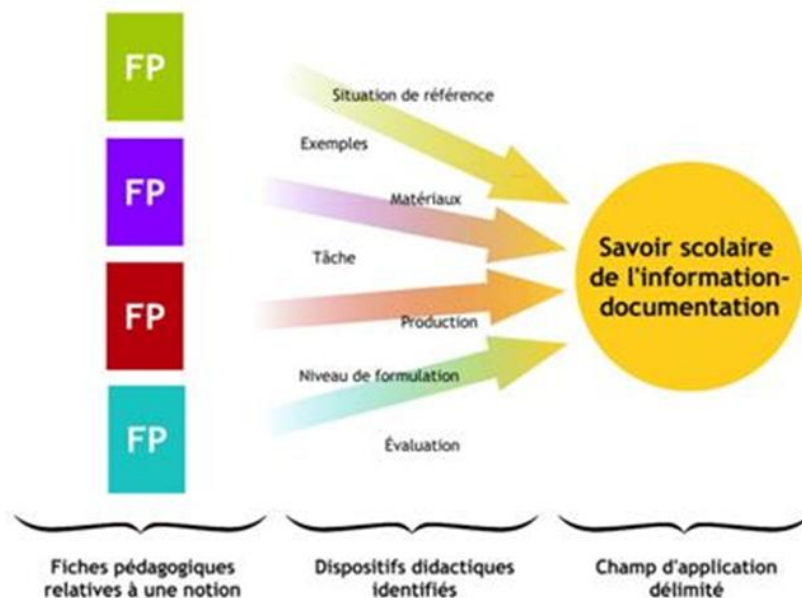 FP
Situation de référence
Exemples
FP
Matériaux
Savoir scolaire
de l'information-
documentation
Tâche
FP
Production
Niveau de formulation
FP
Évaluation
Fiches pédagogiques
relatives à une notion
Dispositifs didactiques
identifiés
Champ d'application
délimité